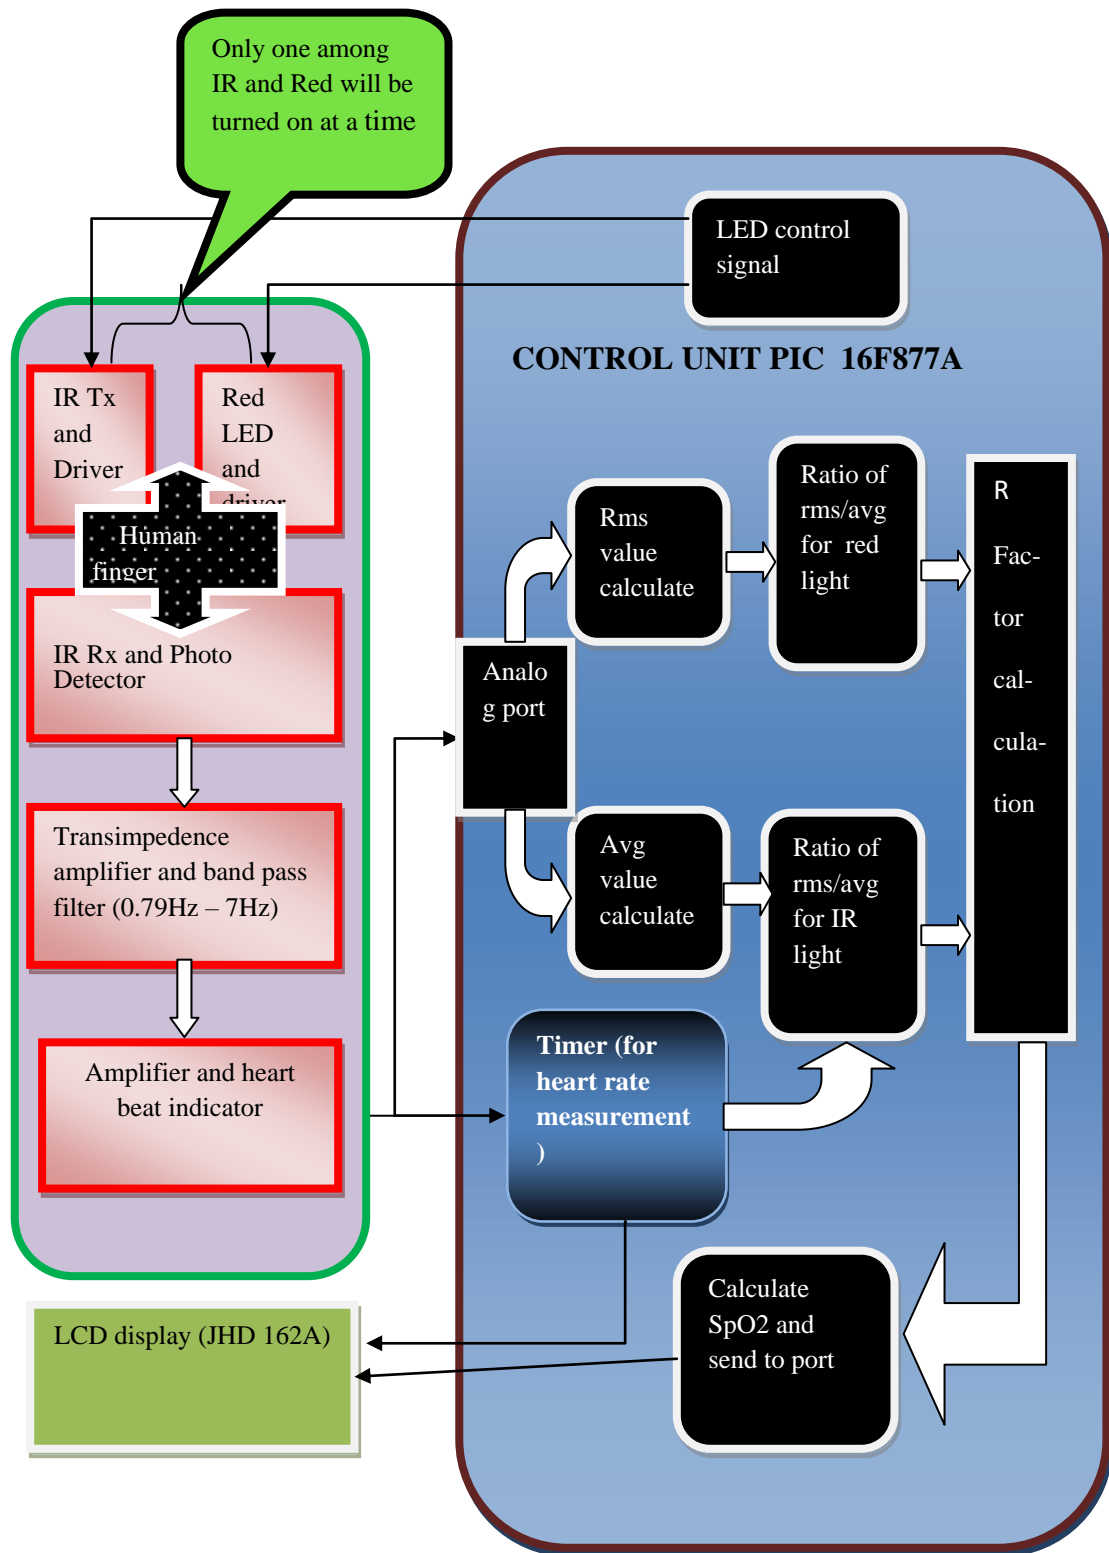 Only one among
IR and Red will be
turned on at a time
LED control
signal
CONTROL UNIT PIC 16F877A
IR Tx
and
Driver
Red
LED
and
driver
Human
finger
IR Rx and Photo
Detector
Transimpedence
amplifier and band pass
filter (0.79Hz – 7Hz)
Amplifier and heart
beat indicator
LCD display (JHD 162A)
Analo
g port
Rms
value
calculate
Ratio of
rms/avg
for red
light
R
Fac-
tor
cal-
cula-
tion
Avg
value
calculate
Ratio of
rms/avg
for IR
light
Timer (for
heart rate
measurement
)
Calculate
SpO2 and
send to port